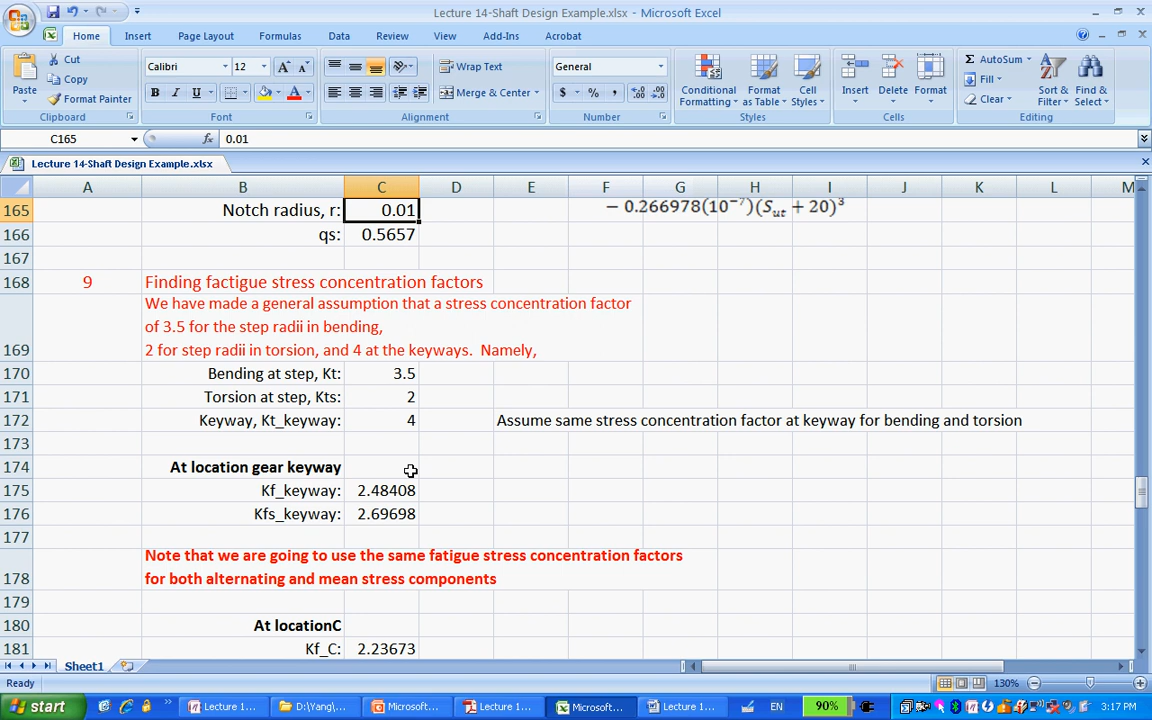 Lecture 14-Shaft Design Example.xlsx - Microsoft Excel
Home Insert Page Layout Formulas Data Review View Add-Ins Acrobat
Paste Cut Copy Format Painter
Calibri 12 A A B I U A
Wrap Text Merge & Center
General $ % ,
Conditional Formatting Format as Table Cell Styles
Insert Delete Format
AutoSum Fill Clear Sort & Filter Find & Select
Clipboard Font Alignment Number Styles Cells Editing
C165 fx 0.01
Lecture 14-Shaft Design Example.xlsx
A B C D E F G H I J K L M
165 Notch radius, r: 0.01 − 0.266978(10⁻⁷)(Sut + 20)³
166 qs: 0.5657
167
168 9 Finding factigue stress concentration factors
We have made a general assumption that a stress concentration factor
of 3.5 for the step radii in bending,
169 2 for step radii in torsion, and 4 at the keyways. Namely,
170 Bending at step, Kt: 3.5
171 Torsion at step, Kts: 2
172 Keyway, Kt_keyway: 4 Assume same stress concentration factor at keyway for bending and torsion
173
174 At location gear keyway
175 Kf_keyway: 2.48408
176 Kfs_keyway: 2.69698
177
Note that we are going to use the same fatigue stress concentration factors
178 for both alternating and mean stress components
179
180 At locationC
181 Kf_C: 2.23673
Sheet1
Ready 130%
start Lecture 1... D:\Yang\... Microsoft... Lecture 1... Microsoft... Lecture 1... EN 90% 3:17 PM